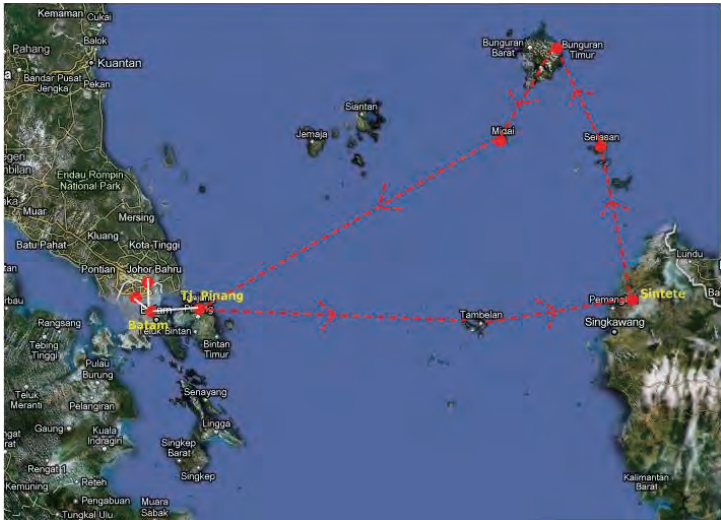 Kemaman
Cukai
Balok
Pahang
Kuantan
Bandar Pusat
Jengka
Pekan
Bunguran
Barat
Bunguran
Timur
Siantan
Jemaja
Midai
Serasan
Endau Rompin
National Park
Mersing
Muar
Kluang
Batu Pahat
Kota Tinggi
Pontian
Johor Bahru
Lundu
Tj. Pinang
Sintete
Batam
Teluk Bintan
Bintan
Timur
Tambelan
Singkawang
Rangsang
Tebing
Tinggi
Pulau
Burung
Teluk
Meranti
Pelangiran
Senayang
Lingga
Gaung
Kuala
Indragiri
Singkep
Barat
Singkep
Rengat
Reteh
Kemuning
Pengabuan
Tungkal Ulu
Muara
Sabak
Kalimantan
Barat